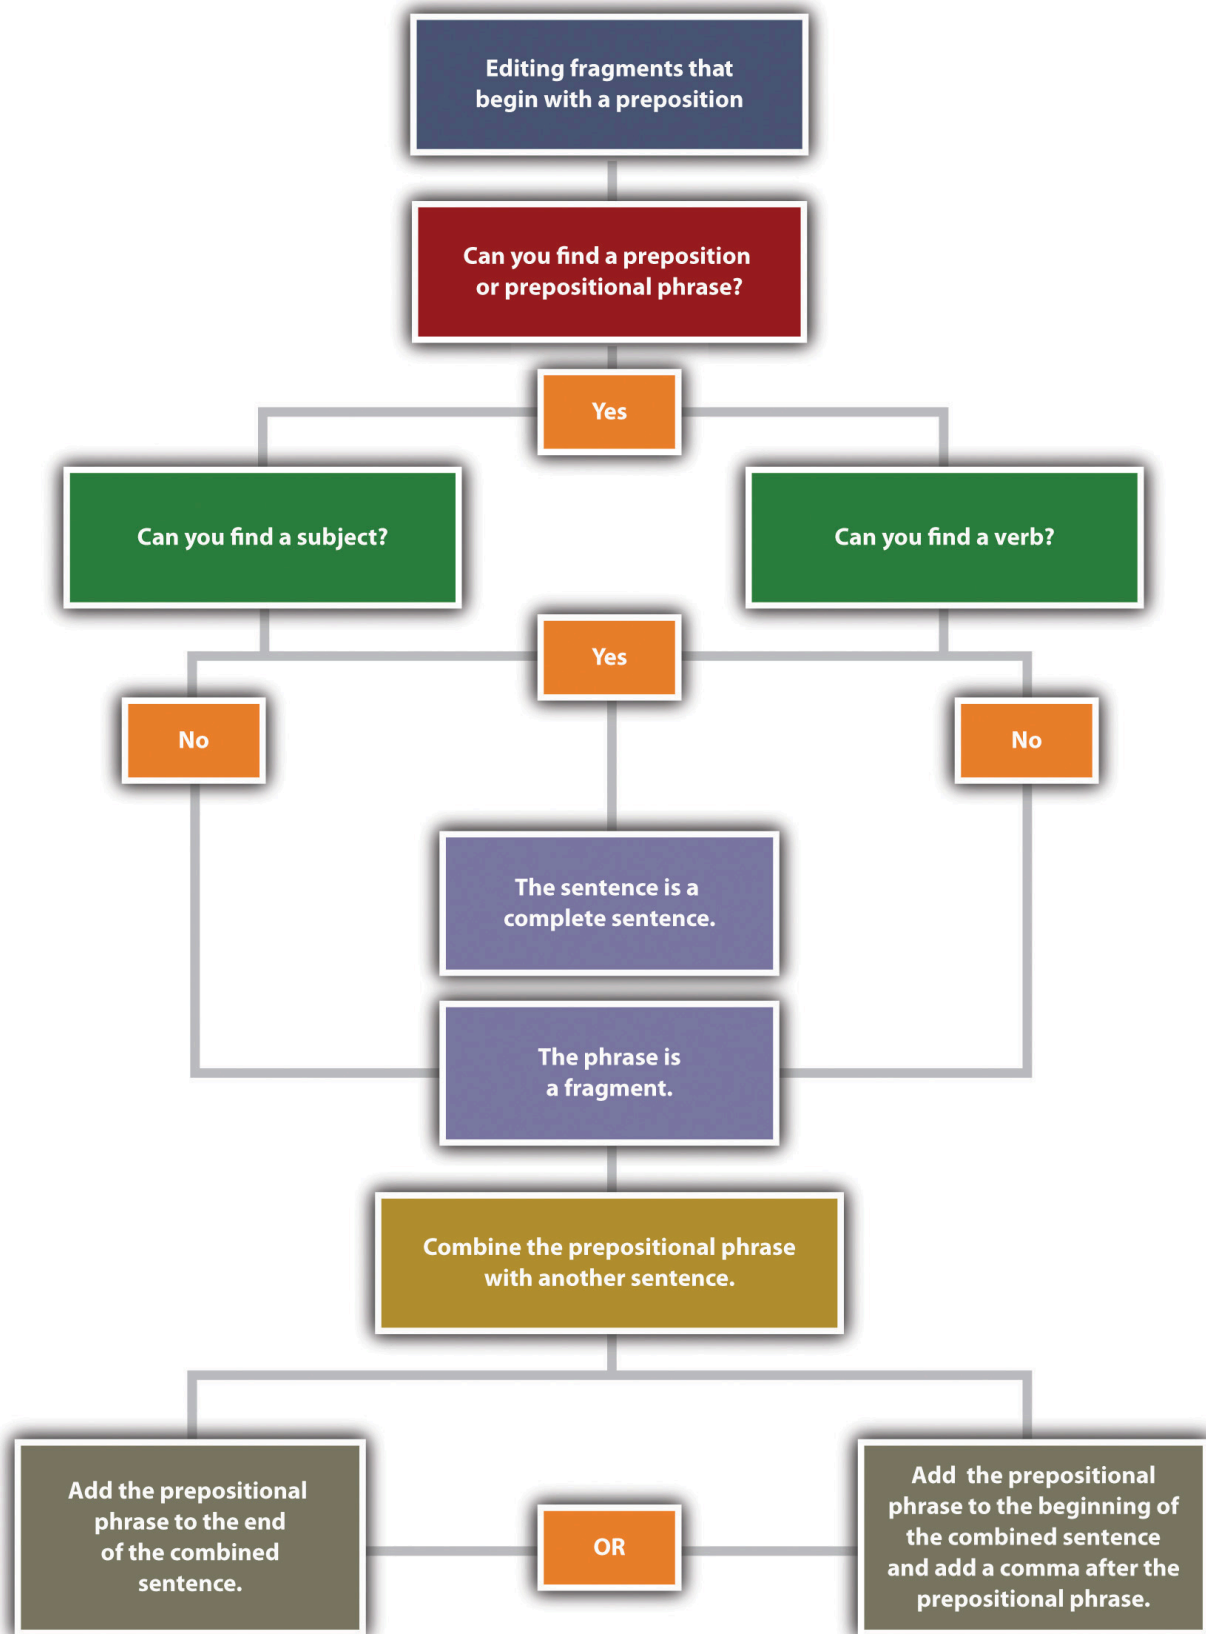 Editing fragments that
begin with a preposition
Can you find a preposition
or prepositional phrase?
Yes
Can you find a subject?
Can you find a verb?
Yes
No
No
The sentence is a
complete sentence.
The phrase is
a fragment.
Combine the prepositional phrase
with another sentence.
Add the prepositional
phrase to the end
of the combined
sentence.
OR
Add the prepositional
phrase to the beginning of
the combined sentence
and add a comma after the
prepositional phrase.